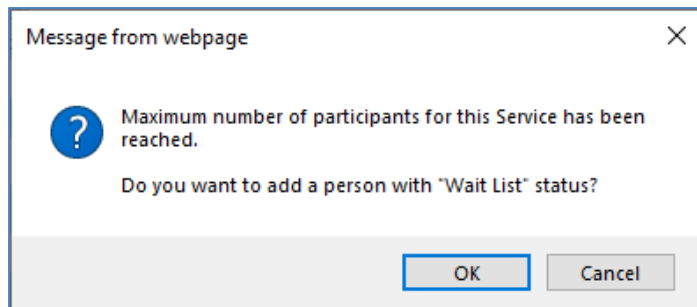 Message from webpage
Maximum number of participants for this Service has been
reached.
Do you want to add a person with "Wait List" status?
OK
Cancel